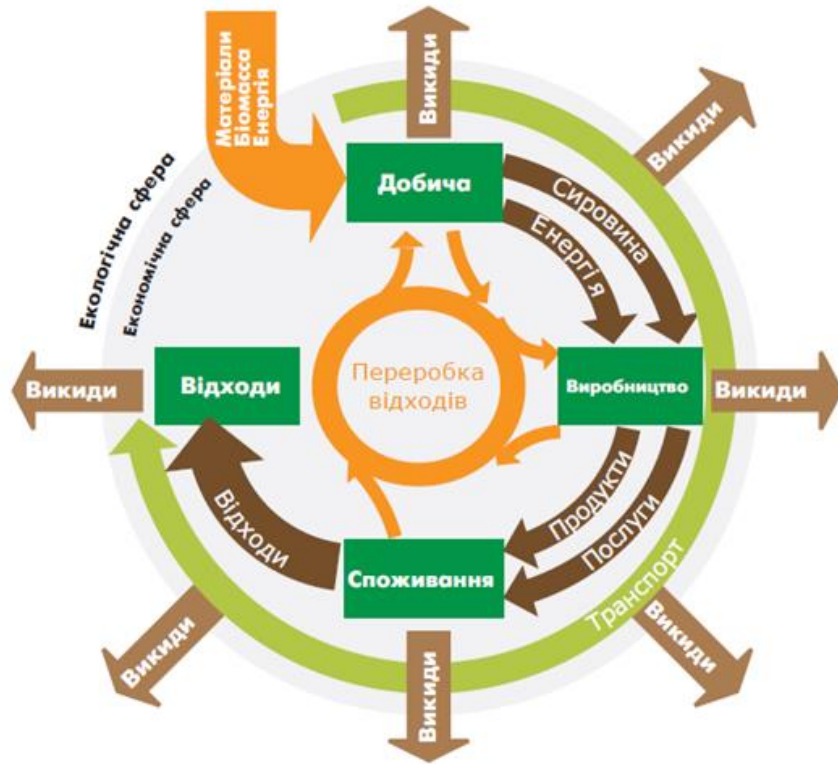 Матеріали
Біомасса
Енергія
Викиди
Викиди
Екологічна сфера
Економічна сфера
Добича
Сировина
Енергія
Переробка
відходів
Викиди
Відходи
Виробництво
Викиди
Відходи
Продукти
Послуги
Споживання
Транспорт
Викиди
Викиди
Викиди